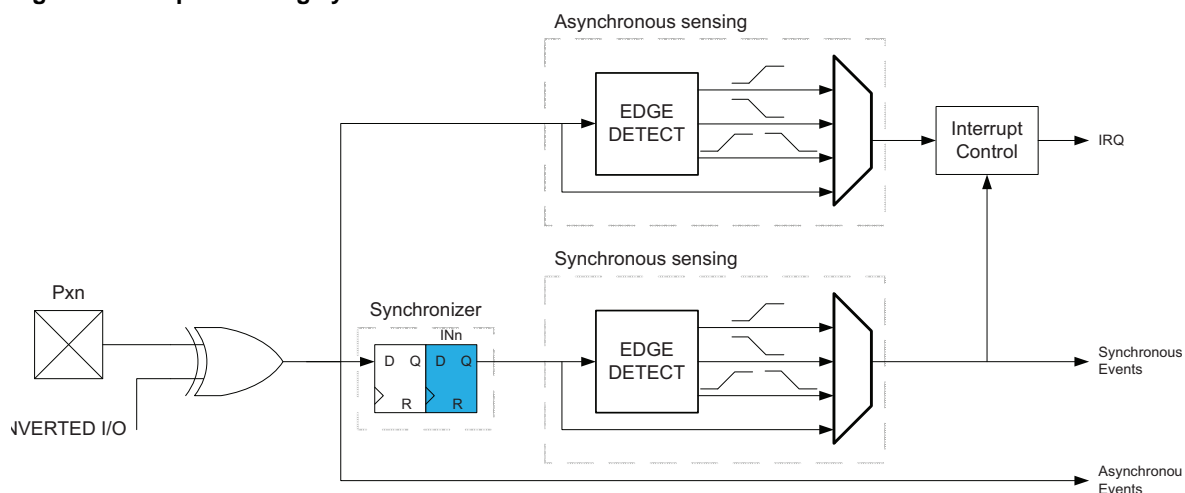 Asynchronous sensing
EDGE
DETECT
Interrupt
Control
IRQ
Synchronous sensing
Pxn
Synchronizer
INn
D Q D Q
R R
EDGE
DETECT
Synchronous
Events
NVERTED I/O
Asynchronou
Events